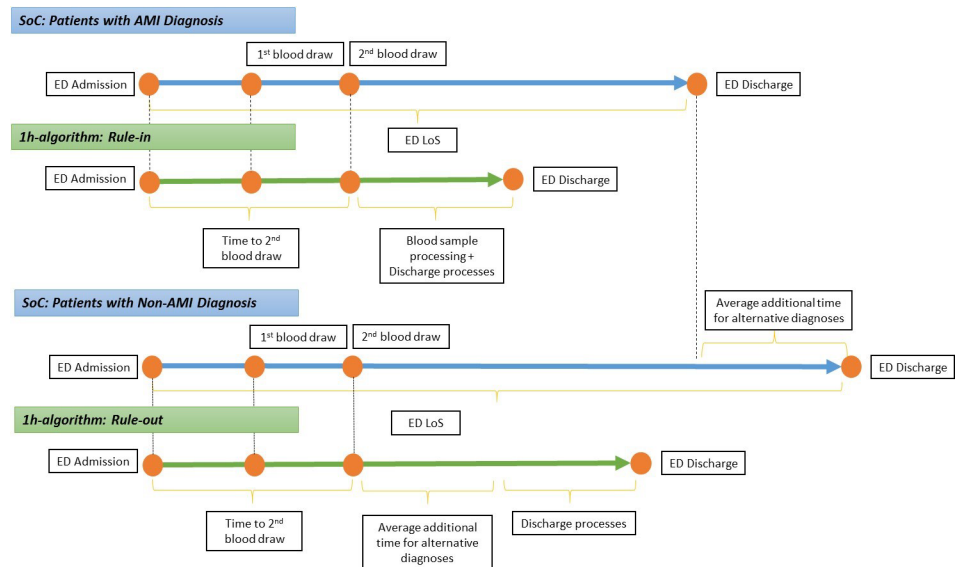 SoC: Patients with AMI Diagnosis
1st blood draw
2nd blood draw
ED Admission
ED Discharge
ED LoS
1h-algorithm: Rule-in
ED Admission
ED Discharge
Time to 2nd
blood draw
Blood sample
processing +
Discharge processes
SoC: Patients with Non-AMI Diagnosis
Average additional time
for alternative diagnoses
1st blood draw
2nd blood draw
ED Admission
ED Discharge
ED LoS
1h-algorithm: Rule-out
ED Admission
ED Discharge
Time to 2nd
blood draw
Average additional
time for alternative
diagnoses
Discharge processes